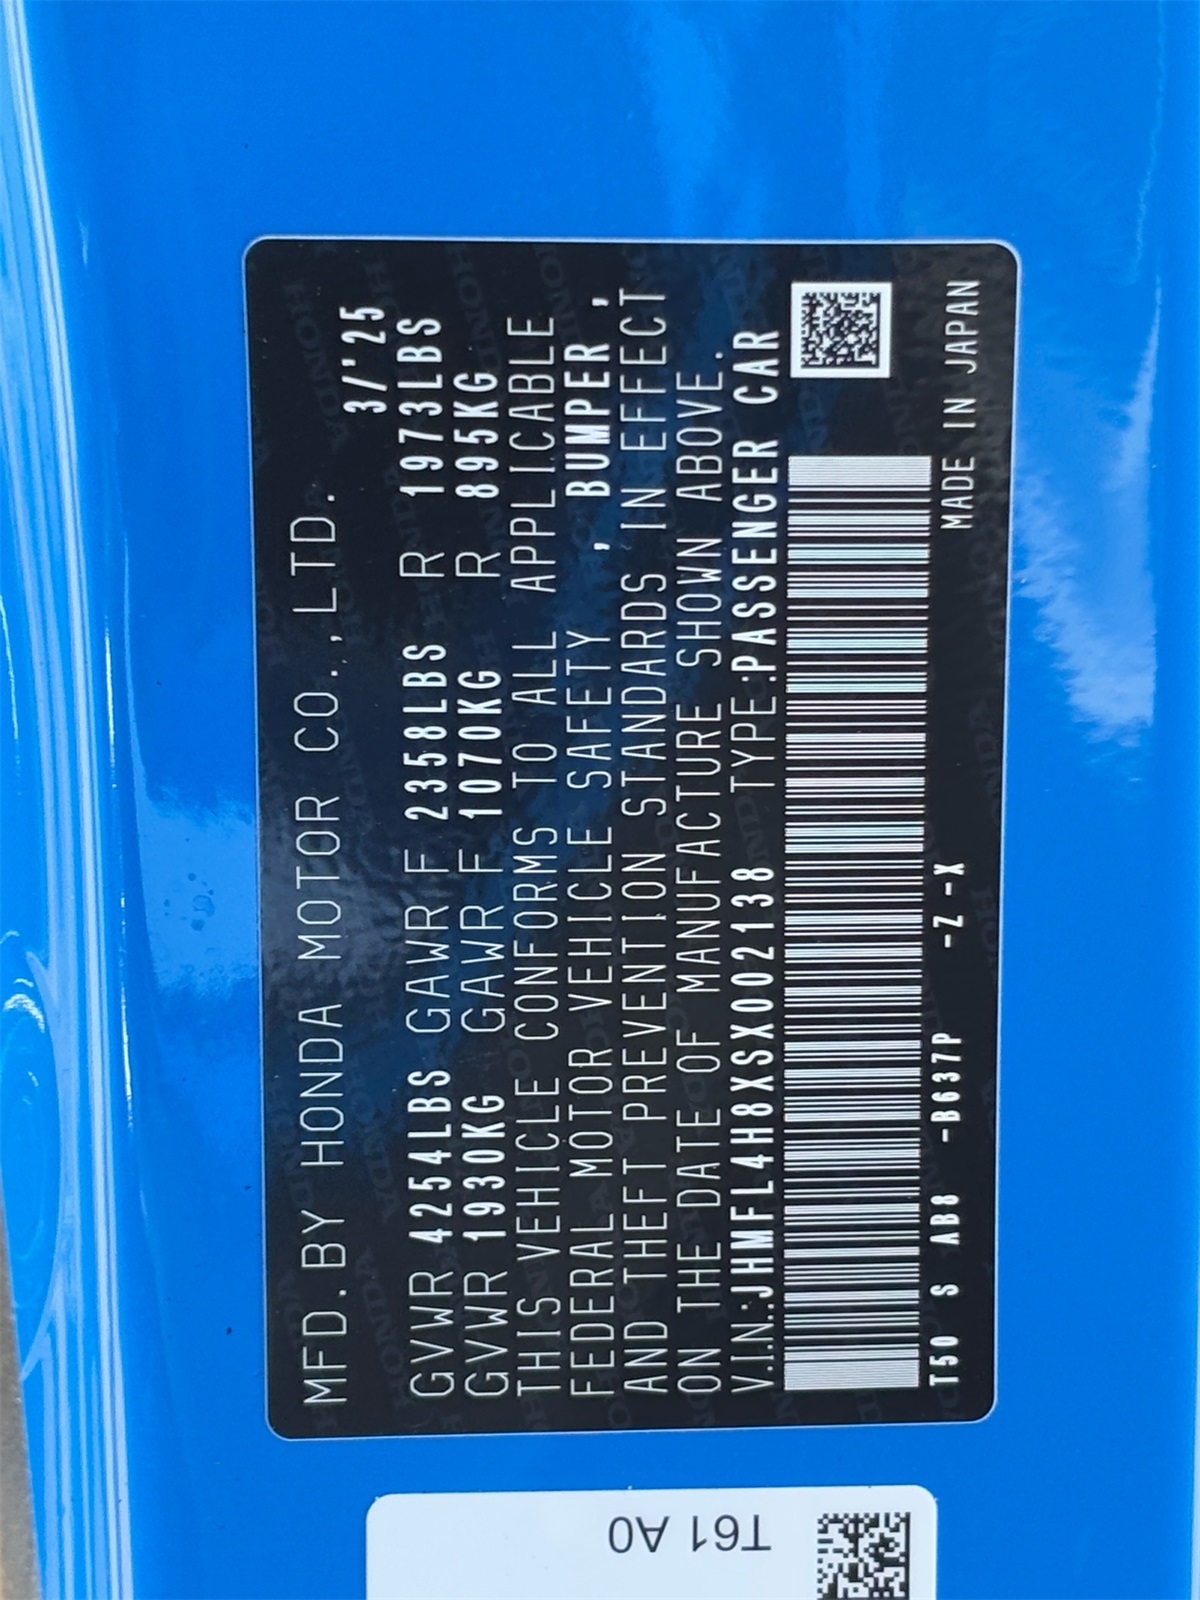 MFD.BY HONDA MOTOR CO.,LTD.
3/'25
GVWR 4254LBS GAWR F 2358LBS R 1973LBS
GVWR 1930KG GAWR F 1070KG R 895KG
THIS VEHICLE CONFORMS TO ALL APPLICABLE
FEDERAL MOTOR VEHICLE SAFETY , BUMPER ,
AND THEFT PREVENTION STANDARDS IN EFFECT
ON THE DATE OF MANUFACTURE SHOWN ABOVE.
V.I.N.:JHMFL4H8XSX002138 TYPE:PASSENGER CAR
T50 S AB8 -B637P -Z -X MADE IN JAPAN
T61 A0